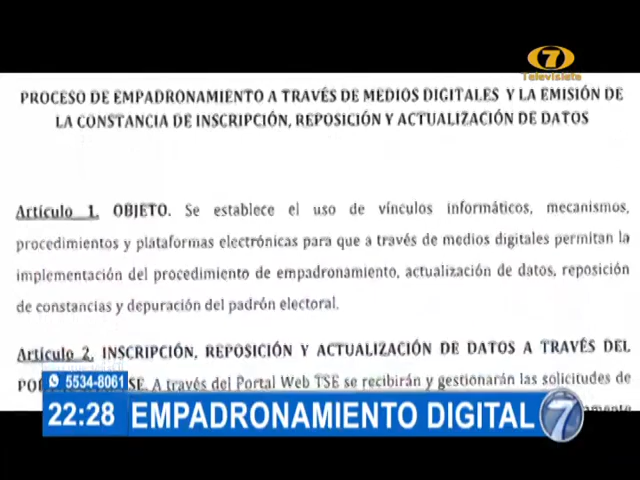 7
Televisiete
PROCESO DE EMPADRONAMIENTO A TRAVÉS DE MEDIOS DIGITALES Y LA EMISIÓN DE
LA CONSTANCIA DE INSCRIPCIÓN, REPOSICIÓN Y ACTUALIZACIÓN DE DATOS
Artículo 1. OBJETO. Se establece el uso de vínculos informáticos, mecanismos,
procedimientos y plataformas electrónicas para que a través de medios digitales permitan la
implementación del procedimiento de empadronamiento, actualización de datos, reposición
de constancias y depuración del padrón electoral.
Artículo 2. INSCRIPCIÓN, REPOSICIÓN Y ACTUALIZACIÓN DE DATOS A TRAVÉS DEL
SE. A través del Portal Web TSE se recibirán y gestionarán las solicitudes de
5534-8061
22:28 EMPADRONAMIENTO DIGITAL 7